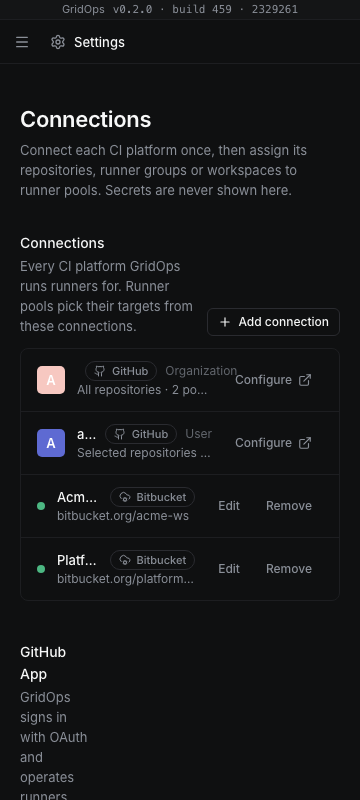 GridOps v0.2.0 · build 459 · 2329261
Settings
Connections
Connect each CI platform once, then assign its
repositories, runner groups or workspaces to
runner pools. Secrets are never shown here.
Connections
Every CI platform GridOps
runs runners for. Runner
pools pick their targets from
these connections.
Add connection
A
GitHub Organization
All repositories · 2 po...
Configure
A
a... GitHub User
Selected repositories ...
Configure
Acm... Bitbucket
bitbucket.org/acme-ws
Edit Remove
Platf... Bitbucket
bitbucket.org/platform...
Edit Remove
GitHub
App
GridOps
signs in
with OAuth
and
operates
runners